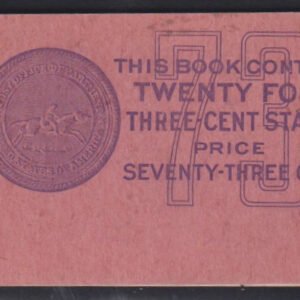 73
THIS BOOK CONT
TWENTY FO
THREE-CENT STA
PRICE
SEVENTY-THREE C